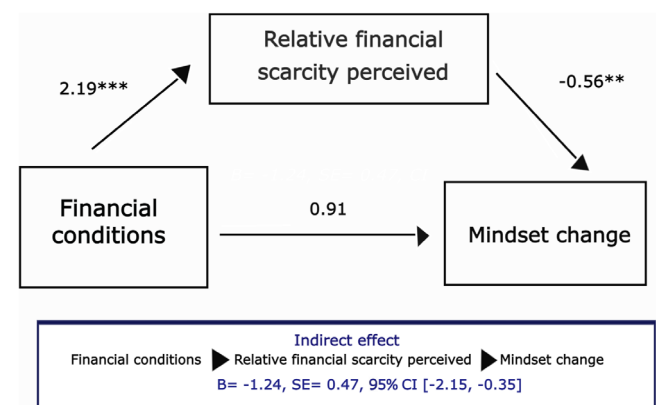 Relative financial
scarcity perceived
2.19***
-0.56**
Financial
conditions
0.91
Mindset change
Indirect effect
Financial conditions Relative financial scarcity perceived Mindset change
B= -1.24, SE= 0.47, 95% CI [-2.15, -0.35]